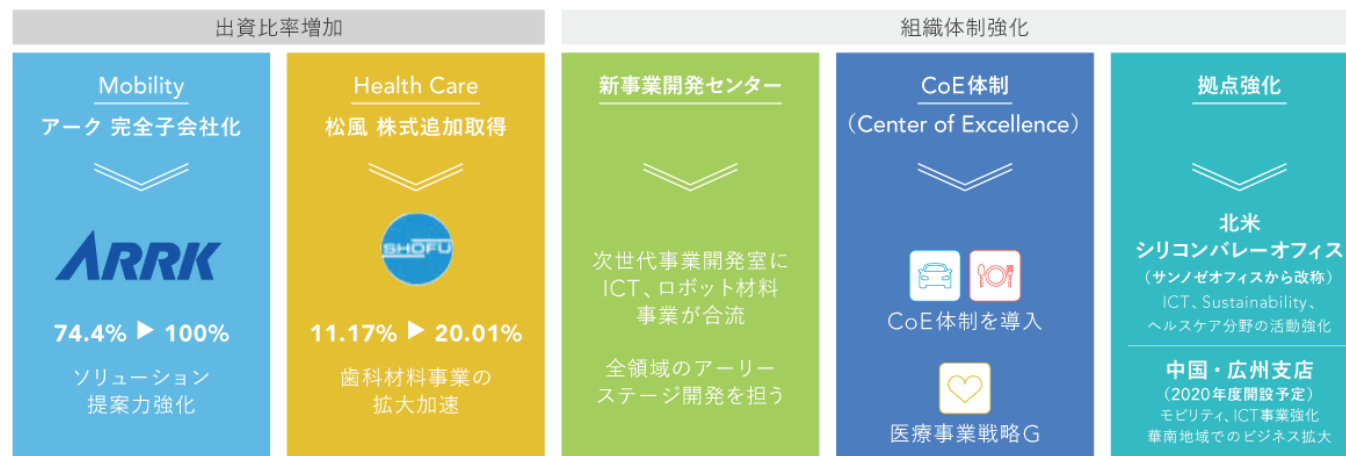 出資比率増加
組織体制強化
Mobility
アーク 完全子会社化
ARRK
74.4% ▶ 100%
ソリューション
提案力強化
Health Care
松風 株式追加取得
SHOFU
11.17% ▶ 20.01%
歯科材料事業の
拡大加速
新事業開発センター
次世代事業開発室に
ICT、ロボット材料
事業が合流
全領域のアーリー
ステージ開発を担う
CoE体制
（Center of Excellence）
CoE体制を導入
医療事業戦略G
拠点強化
北米
シリコンバレーオフィス
（サンノゼオフィスから改称）
ICT、Sustainability、
ヘルスケア分野の活動強化
中国・広州支店
（2020年度開設予定）
モビリティ、ICT事業強化
華南地域でのビジネス拡大